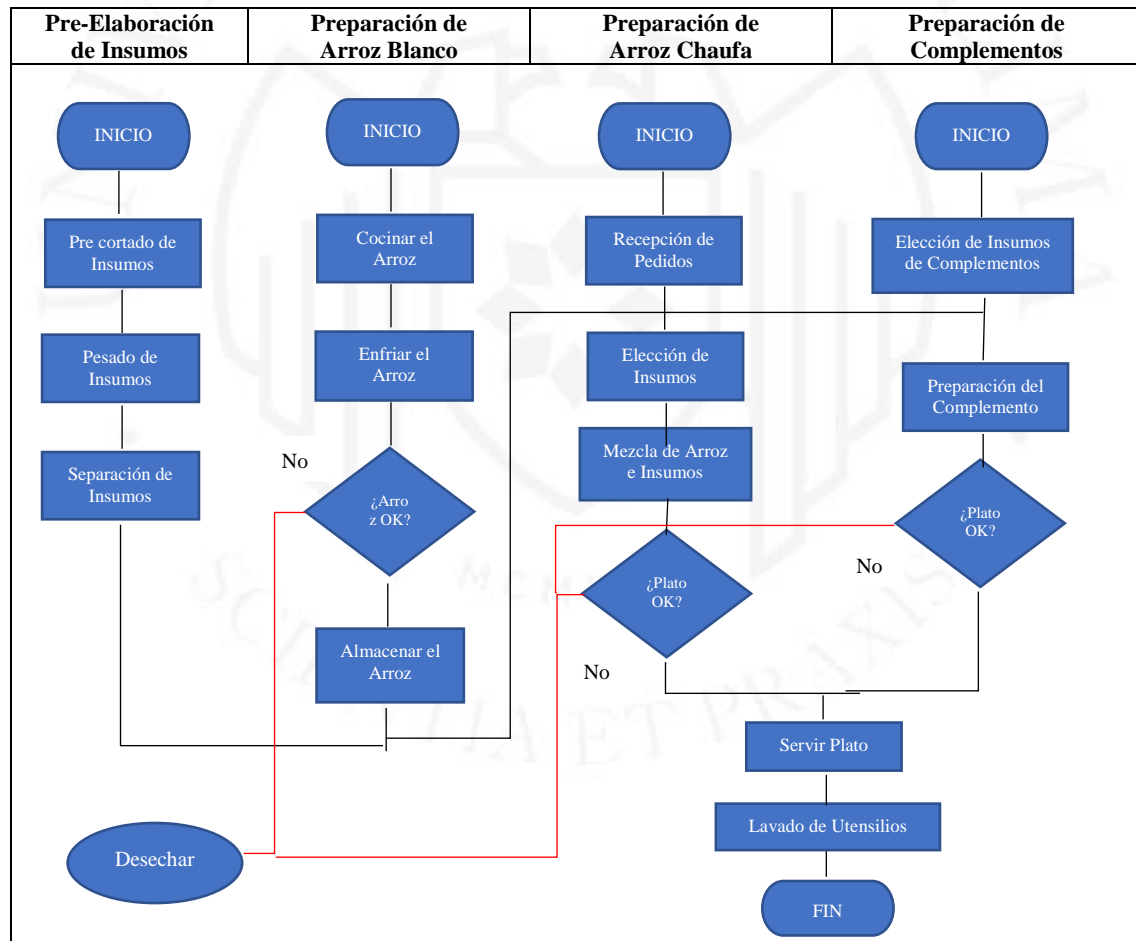 Pre-Elaboración
de Insumos
Preparación de
Arroz Blanco
Preparación de
Arroz Chaufa
Preparación de
Complementos
INICIO
Pre cortado de
Insumos
Pesado de
Insumos
Separación de
Insumos
Desechar
INICIO
Cocinar el
Arroz
Enfriar el
Arroz
No
¿Arro
z OK?
Almacenar el
Arroz
INICIO
Recepción de
Pedidos
Elección de
Insumos
Mezcla de Arroz
e Insumos
¿Plato
OK?
No
INICIO
Elección de Insumos
de Complementos
Preparación del
Complemento
¿Plato
OK?
No
Servir Plato
Lavado de Utensilios
FIN
SCIENTIA ET PRAXIS